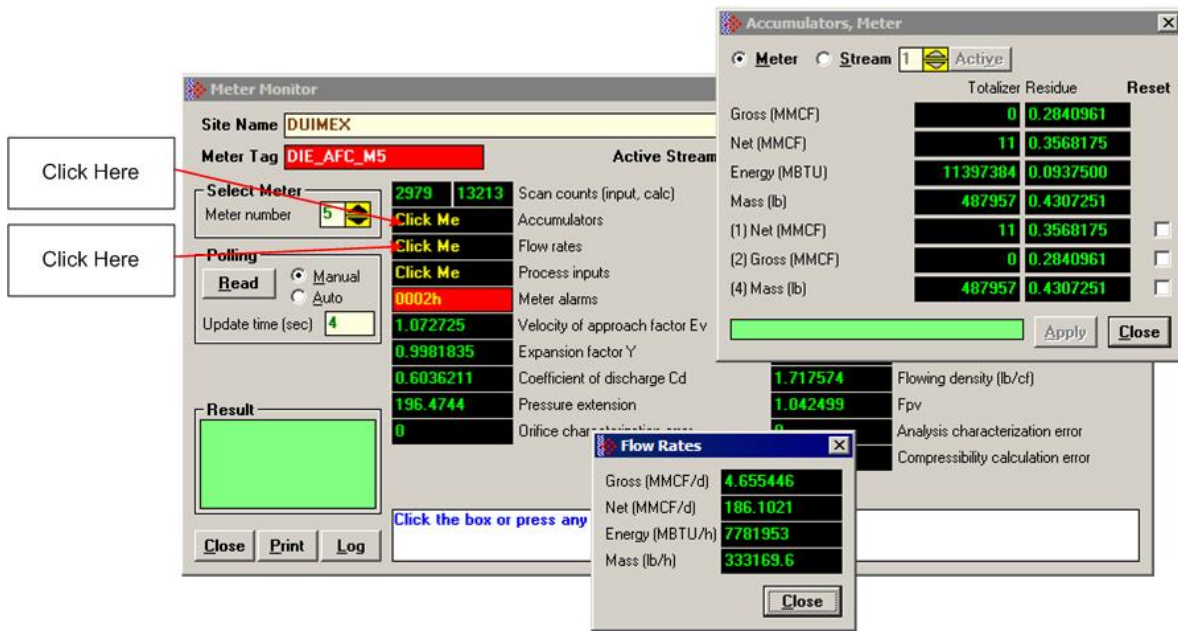 Accumulators, Meter
Meter Stream 1 Active
Totalizer Residue Reset
Gross (MMCF) 0 0.2840961
Net (MMCF) 11 0.3568175
Energy (MBTU) 11397384 0.0937500
Mass (lb) 487957 0.4307251
(1) Net (MMCF) 11 0.3568175
(2) Gross (MMCF) 0 0.2840961
(4) Mass (lb) 487957 0.4307251
Apply Close
Meter Monitor
Site Name DUIMEX
Meter Tag DIE_AFC_M5 Active Stream
Click Here
Click Here
Select Meter
Meter number 5
Polling
Read Manual
Auto
Update time (sec) 4
Result
Close Print Log
2979 13213 Scan counts (input, calc)
Click Me Accumulators
Click Me Flow rates
Click Me Process inputs
0002h Meter alarms
1.072725 Velocity of approach factor Ev
0.9981835 Expansion factor Y
0.6036211 Coefficient of discharge Cd
196.4744 Pressure extension
0 Orifice
1.717574 Flowing density (lb/cf)
1.042499 Fpv
Analysis characterization error
Compressibility calculation error
Click the box or press any
Flow Rates
Gross (MMCF/d) 4.655446
Net (MMCF/d) 186.1021
Energy (MBTU/h) 7781953
Mass (lb/h) 333169.6
Close